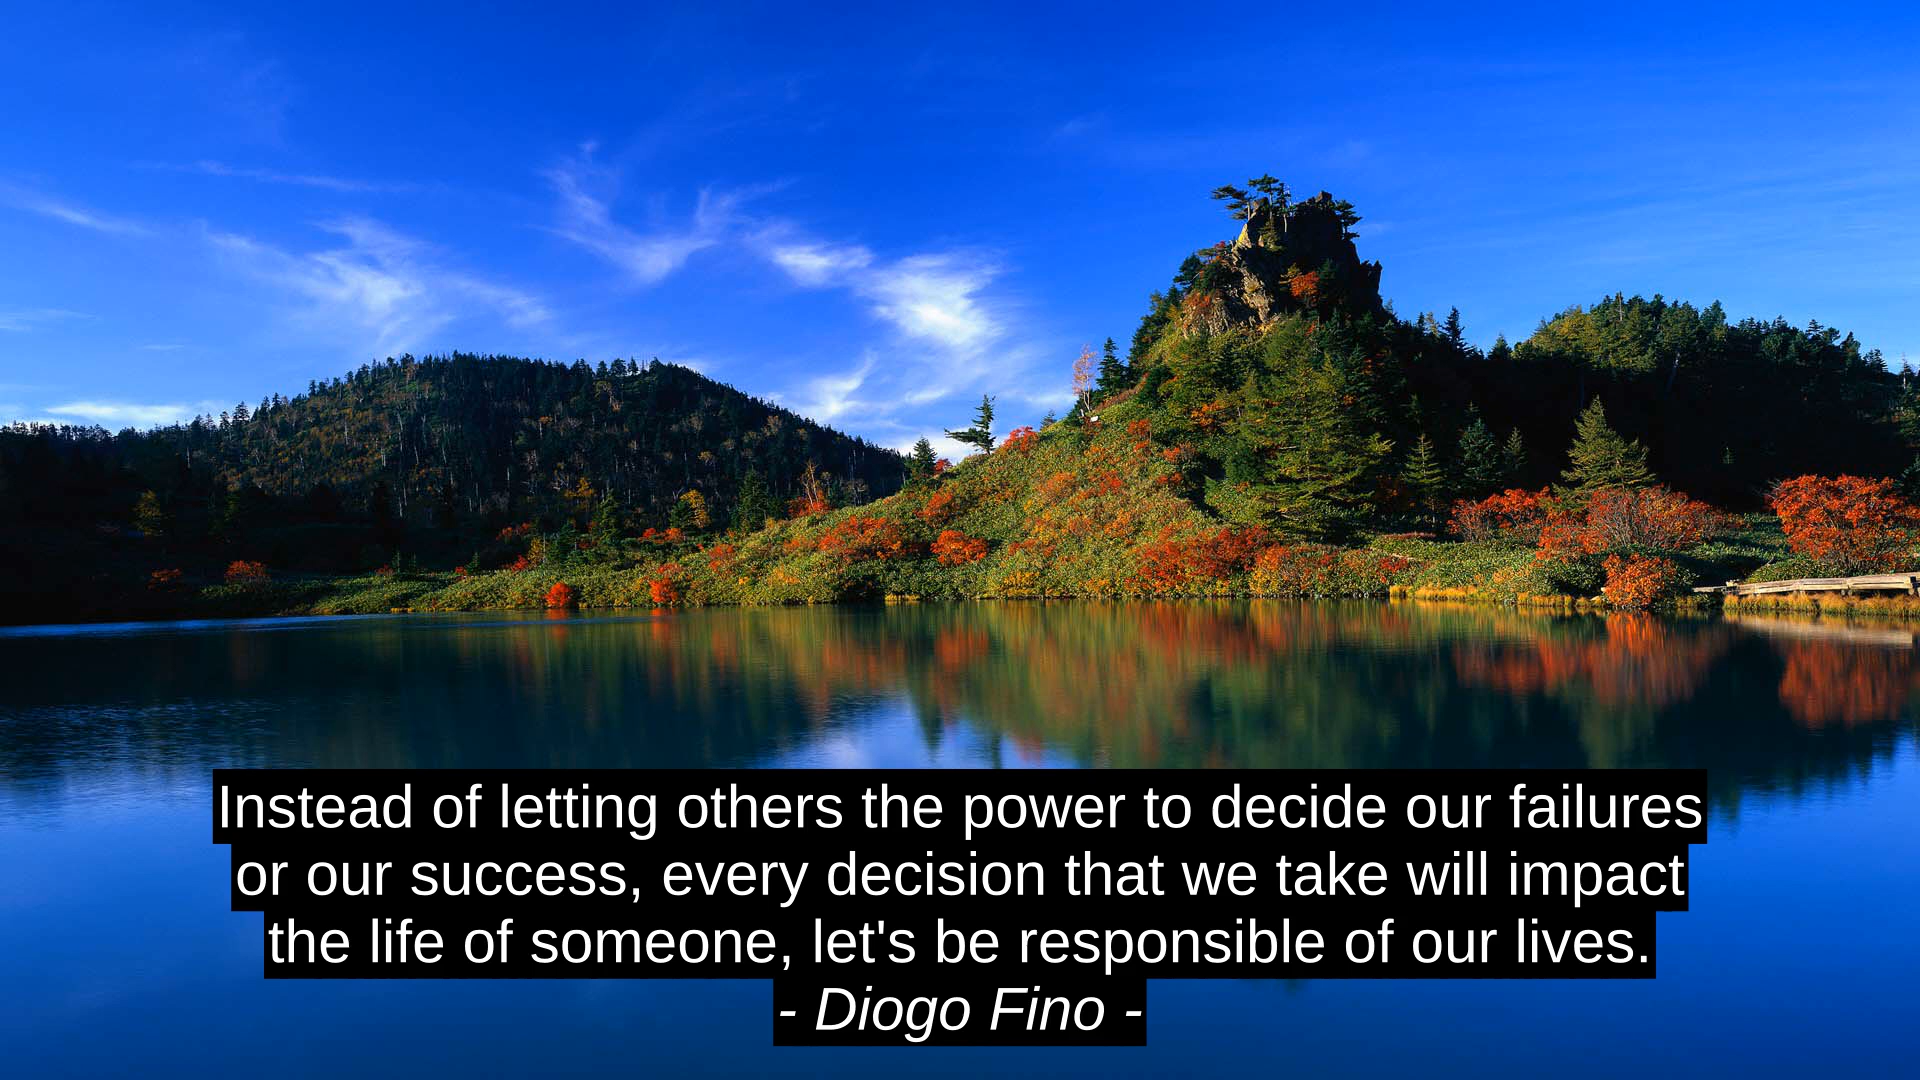 Instead of letting others the power to decide our failures
or our success, every decision that we take will impact
the life of someone, let's be responsible of our lives.
- Diogo Fino -